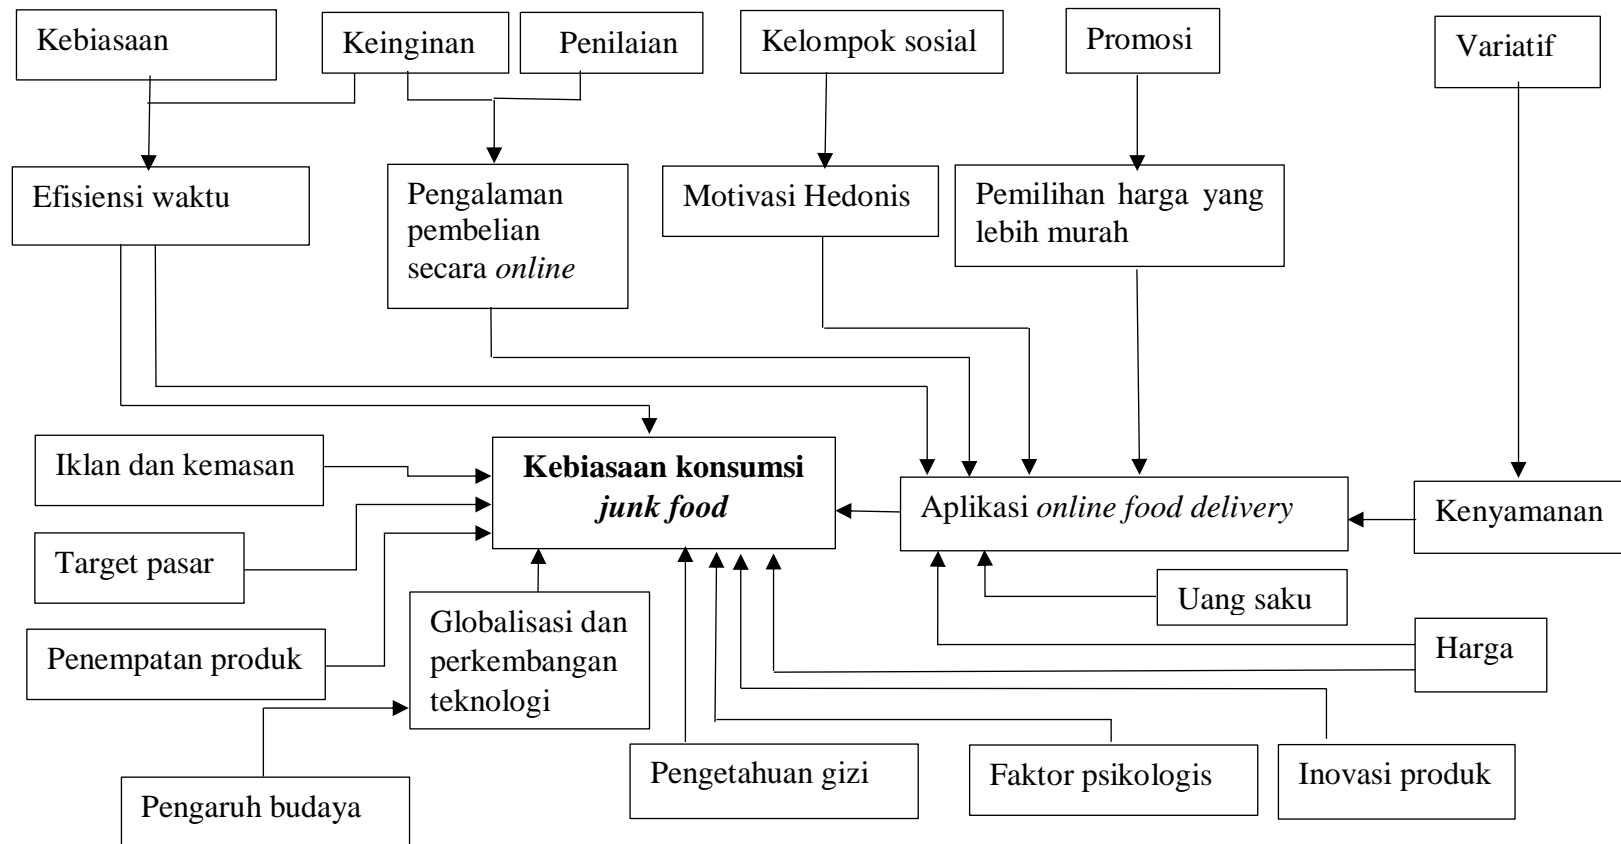 Kebiasaan
Keinginan
Penilaian
Kelompok sosial
Promosi
Variatif
Efisiensi waktu
Pengalaman
pembelian
secara online
Motivasi Hedonis
Pemilihan harga yang
lebih murah
Iklan dan kemasan
Kebiasaan konsumsi
junk food
Aplikasi online food delivery
Kenyamanan
Target pasar
Uang saku
Globalisasi dan
perkembangan
teknologi
Penempatan produk
Harga
Pengetahuan gizi
Faktor psikologis
Inovasi produk
Pengaruh budaya